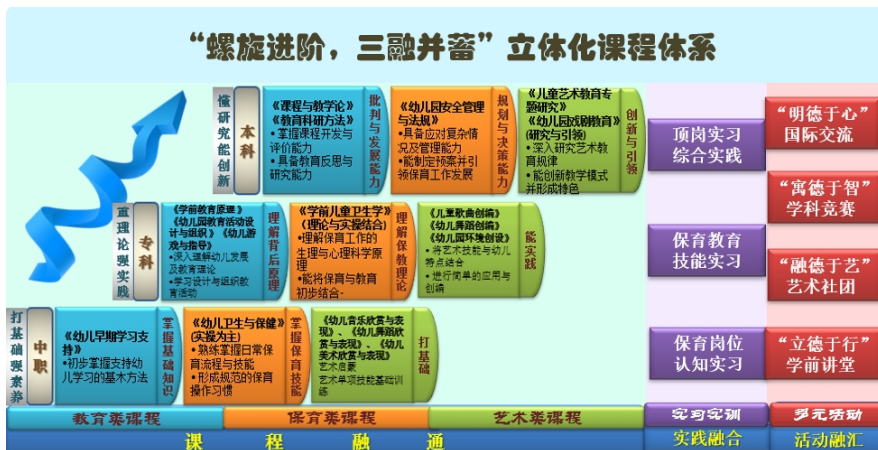 “螺旋进阶，三融并蓄”立体化课程体系
懂研究能创新
本科
《课程与教学论》
《教育科研方法》
•掌握课程开发与
评价能力
•具备教育反思与
研究能力
批判与发展能力
《幼儿园安全管理
与法规》
•具备应对复杂情
况及管理能力
•能制定预案并引
领保育工作发展
规划与决策能力
《儿童艺术教育专
题研究》
《幼儿园戏剧教育》
(研究与引领)
•深入研究艺术教
育规律
•能创新教学模式
并形成特色
创新与引领
重理论强实践
专科
《学前教育原理》
《幼儿园教育活动设
计与组织》《幼儿游
戏与指导》
•深入理解幼儿发展
及教育理论
•学习设计与组织教
育活动
理解背后原理
《学前儿童卫生学》
(理论与实操结合)
•理解保育工作的
生理与心理科学原
理
•能将保育与教育
初步结合-
理解保教理论
《儿童歌曲创编》
《幼儿舞蹈创编》
《幼儿园环境创设》
•将艺术技能与幼儿
特点结合
•进行简单的应用与
创编
能实践
打基础强素养
中职
《幼儿早期学习支
持》
•初步掌握支持幼
儿学习的基本方法
掌握基础知识
《幼儿卫生与保健》
(实操为主)
•熟练掌握日常保
育流程与技能
•形成规范的保育
操作习惯
掌握保育技能
《幼儿音乐欣赏与表
现》、《幼儿舞蹈欣
赏与表现》、《幼儿
美术欣赏与表现》
艺术启蒙
艺术单项技能基础训
练
打基础
顶岗实习
综合实践
保育教育
技能实习
保育岗位
认知实习
“明德于心”
国际交流
“寓德于智”
学科竞赛
“融德于艺”
艺术社团
“立德于行”
学前讲堂
教育类课程
保育类课程
艺术类课程
实习实训
多元活动
课程融通
实践融合
活动融汇